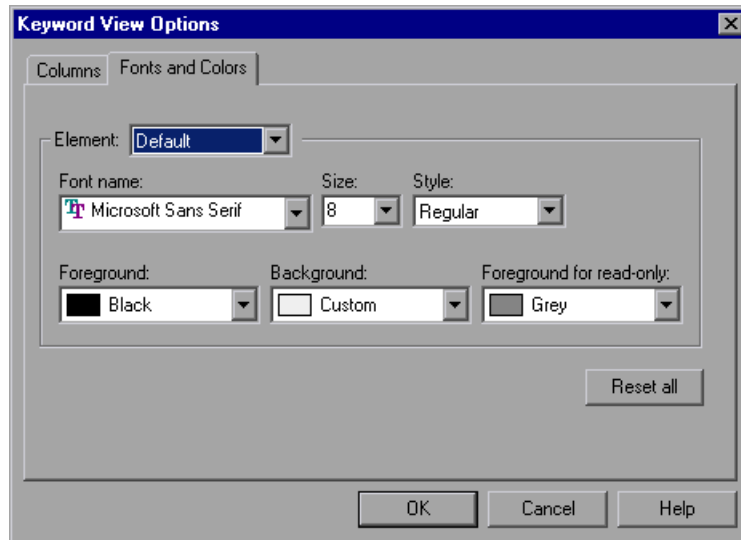 Keyword View Options
Columns Fonts and Colors
Element: Default
Font name: Size: Style:
Microsoft Sans Serif 8 Regular
Foreground: Background: Foreground for read-only:
Black Custom Grey
Reset all
OK Cancel Help